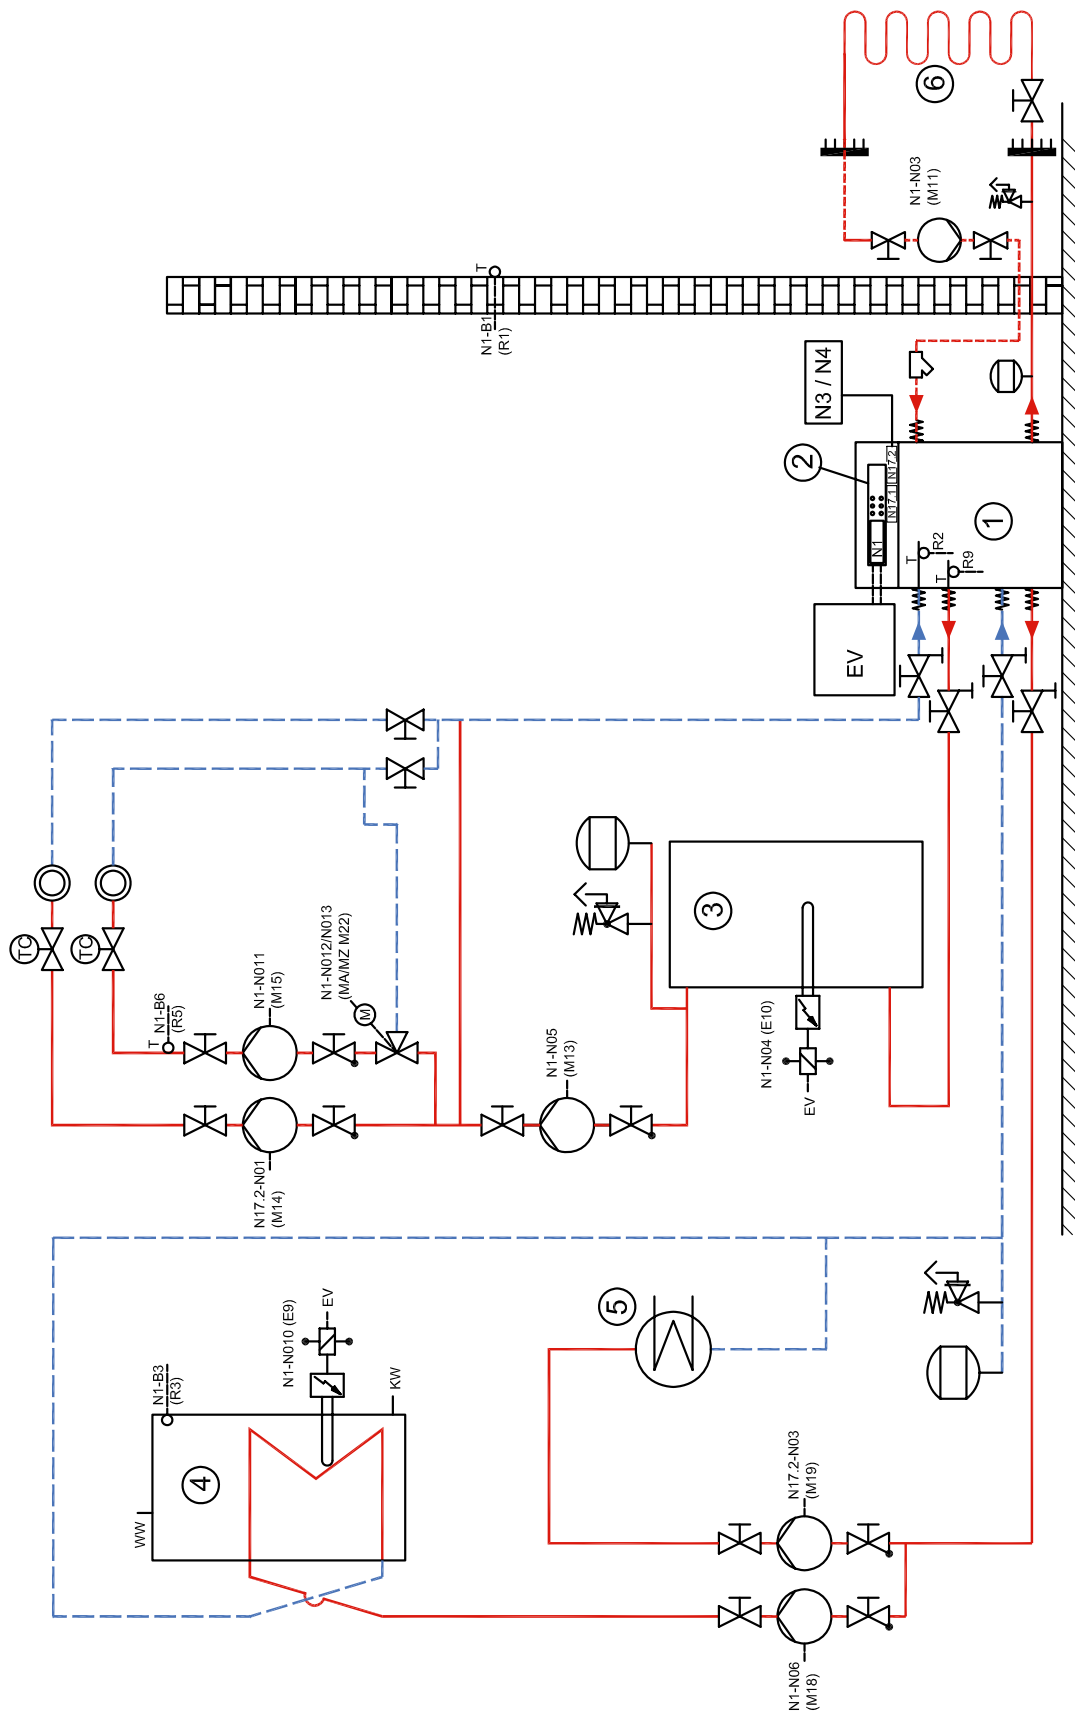 WW
N1-B3
(R3)
4
N1-N010 (E9)
EV
KW
N1-N06
(M18)
N17.2-N03
(M19)
5
TC
TC
T
N1-B6
(R5)
N17.2-N01
(M14)
N1-N011
(M15)
N1-N012/N013
(MA/MZ M22)
M
N1-N05
(M13)
3
N1-N04 (E10)
EV
EV
N1
N17.1
N17.2
2
N3 / N4
T
R2
T
R9
1
T
N1-B1
(R1)
N1-N03
(M11)
6